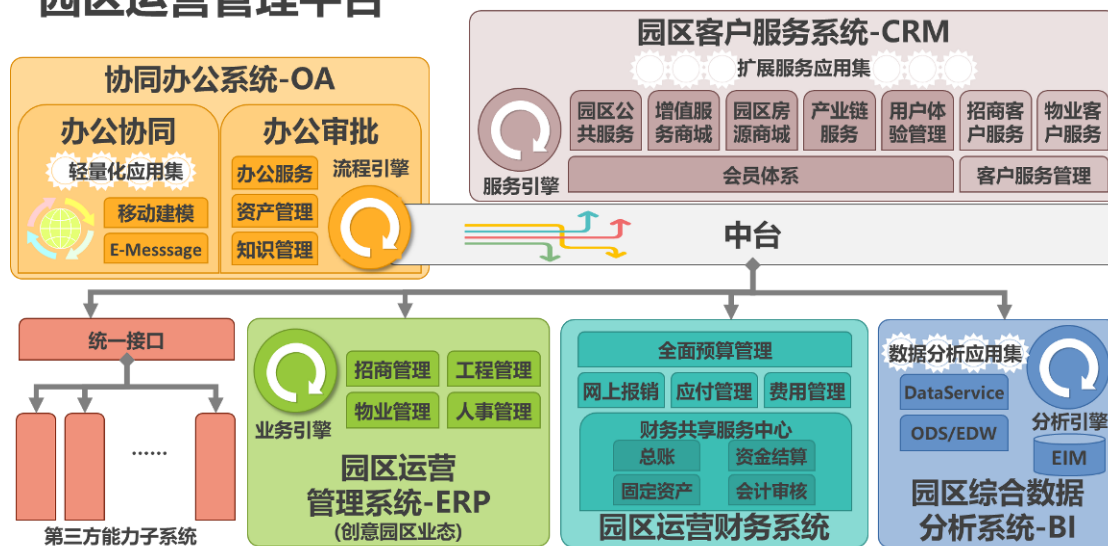 园区运营管理中台
协同办公系统-OA
办公协同
轻量化应用集
移动建模
E-Messsage
办公审批
办公服务
资产管理
知识管理
流程引擎
园区客户服务系统-CRM
扩展服务应用集
服务引擎
园区公
共服务
增值服
务商城
园区房
源商城
产业链
服务
用户体
验管理
招商客
户服务
物业客
户服务
会员体系
客户服务管理
中台
统一接口
......
第三方能力子系统
业务引擎
招商管理
工程管理
物业管理
人事管理
园区运营
管理系统-ERP
(创意园区业态)
全面预算管理
网上报销
应付管理
费用管理
财务共享服务中心
总账
资金结算
固定资产
会计审核
园区运营财务系统
数据分析应用集
DataService
ODS/EDW
分析引擎
EIM
园区综合数据
分析系统-BI